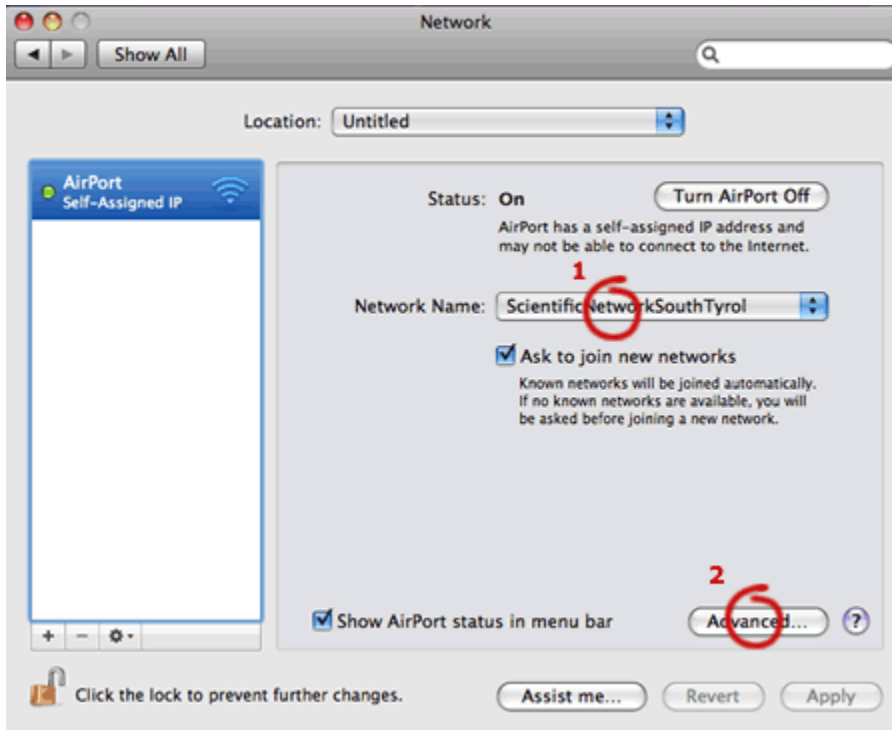 Network
Show All
Location: Untitled
AirPort
Self-Assigned IP
Status: On
Turn AirPort Off
AirPort has a self-assigned IP address and
may not be able to connect to the Internet.
1
Network Name: ScientificNetworkSouthTyrol
Ask to join new networks
Known networks will be joined automatically.
If no known networks are available, you will
be asked before joining a new network.
2
Show AirPort status in menu bar
Advanced...
?
+ -
Click the lock to prevent further changes.
Assist me...
Revert
Apply